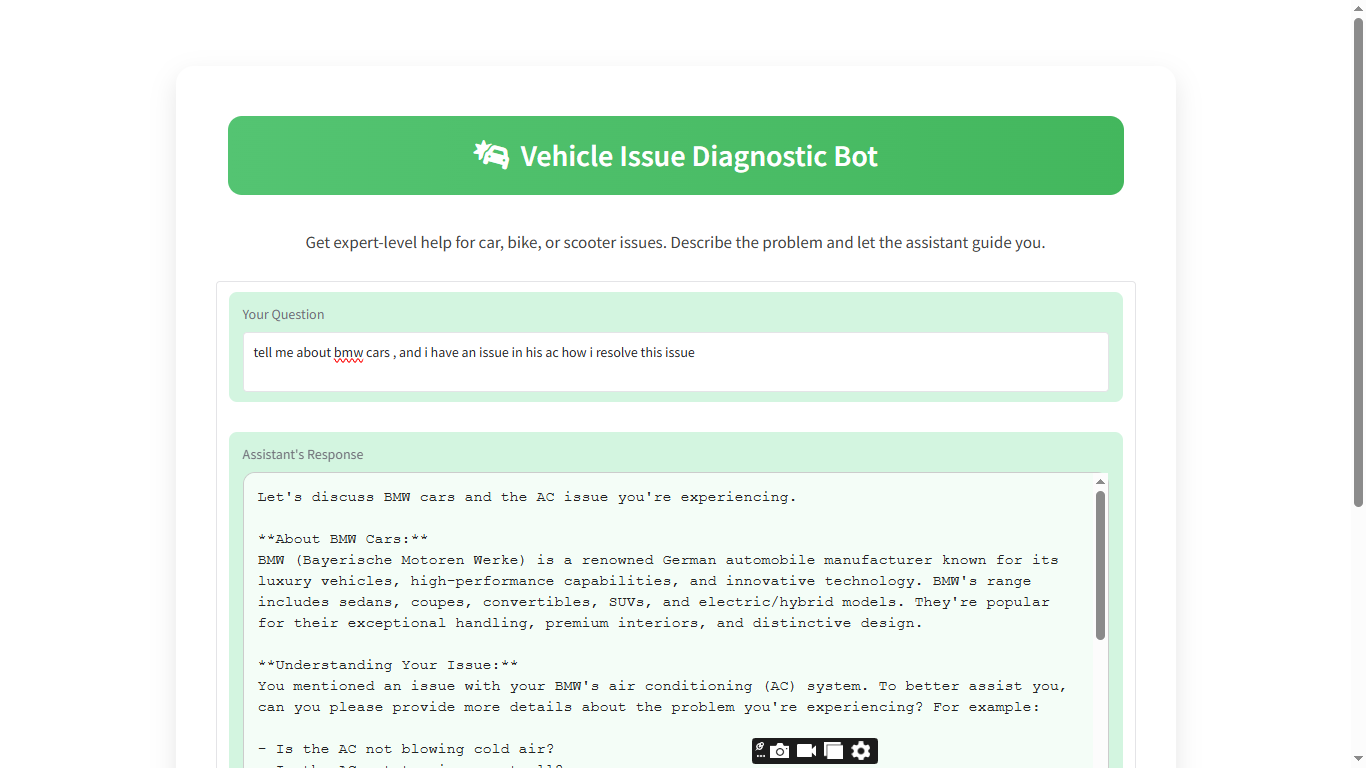 Vehicle Issue Diagnostic Bot
Get expert-level help for car, bike, or scooter issues. Describe the problem and let the assistant guide you.
Your Question
tell me about bmw cars , and i have an issue in his ac how i resolve this issue
Assistant's Response
Let's discuss BMW cars and the AC issue you're experiencing.
**About BMW Cars:**
BMW (Bayerische Motoren Werke) is a renowned German automobile manufacturer known for its
luxury vehicles, high-performance capabilities, and innovative technology. BMW's range
includes sedans, coupes, convertibles, SUVs, and electric/hybrid models. They're popular
for their exceptional handling, premium interiors, and distinctive design.
**Understanding Your Issue:**
You mentioned an issue with your BMW's air conditioning (AC) system. To better assist you,
can you please provide more details about the problem you're experiencing? For example:
- Is the AC not blowing cold air?